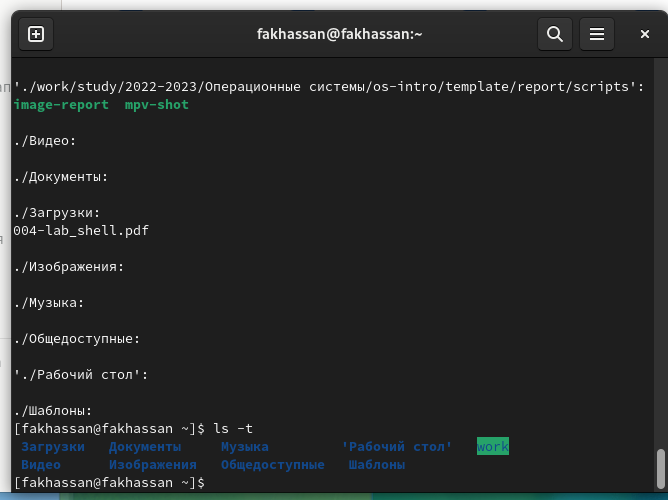 fakhassan@fakhassan:~
'./work/study/2022-2023/Операционные системы/os-intro/template/report/scripts':
image-report  mpv-shot
./Видео:
./Документы:
./Загрузки:
004-lab_shell.pdf
./Изображения:
./Музыка:
./Общедоступные:
'./Рабочий стол':
./Шаблоны:
[fakhassan@fakhassan ~]$ ls -t
Загрузки   Документы     Музыка         'Рабочий стол'   work
Видео      Изображения   Общедоступные   Шаблоны
[fakhassan@fakhassan ~]$